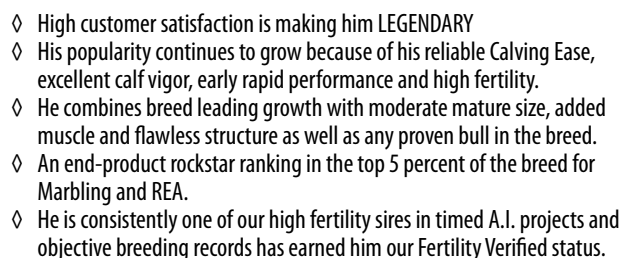 ◊ High customer satisfaction is making him LEGENDARY
◊ His popularity continues to grow because of his reliable Calving Ease,
excellent calf vigor, early rapid performance and high fertility.
◊ He combines breed leading growth with moderate mature size, added
muscle and flawless structure as well as any proven bull in the breed.
◊ An end-product rockstar ranking in the top 5 percent of the breed for
Marbling and REA.
◊ He is consistently one of our high fertility sires in timed A.I. projects and
objective breeding records has earned him our Fertility Verified status.